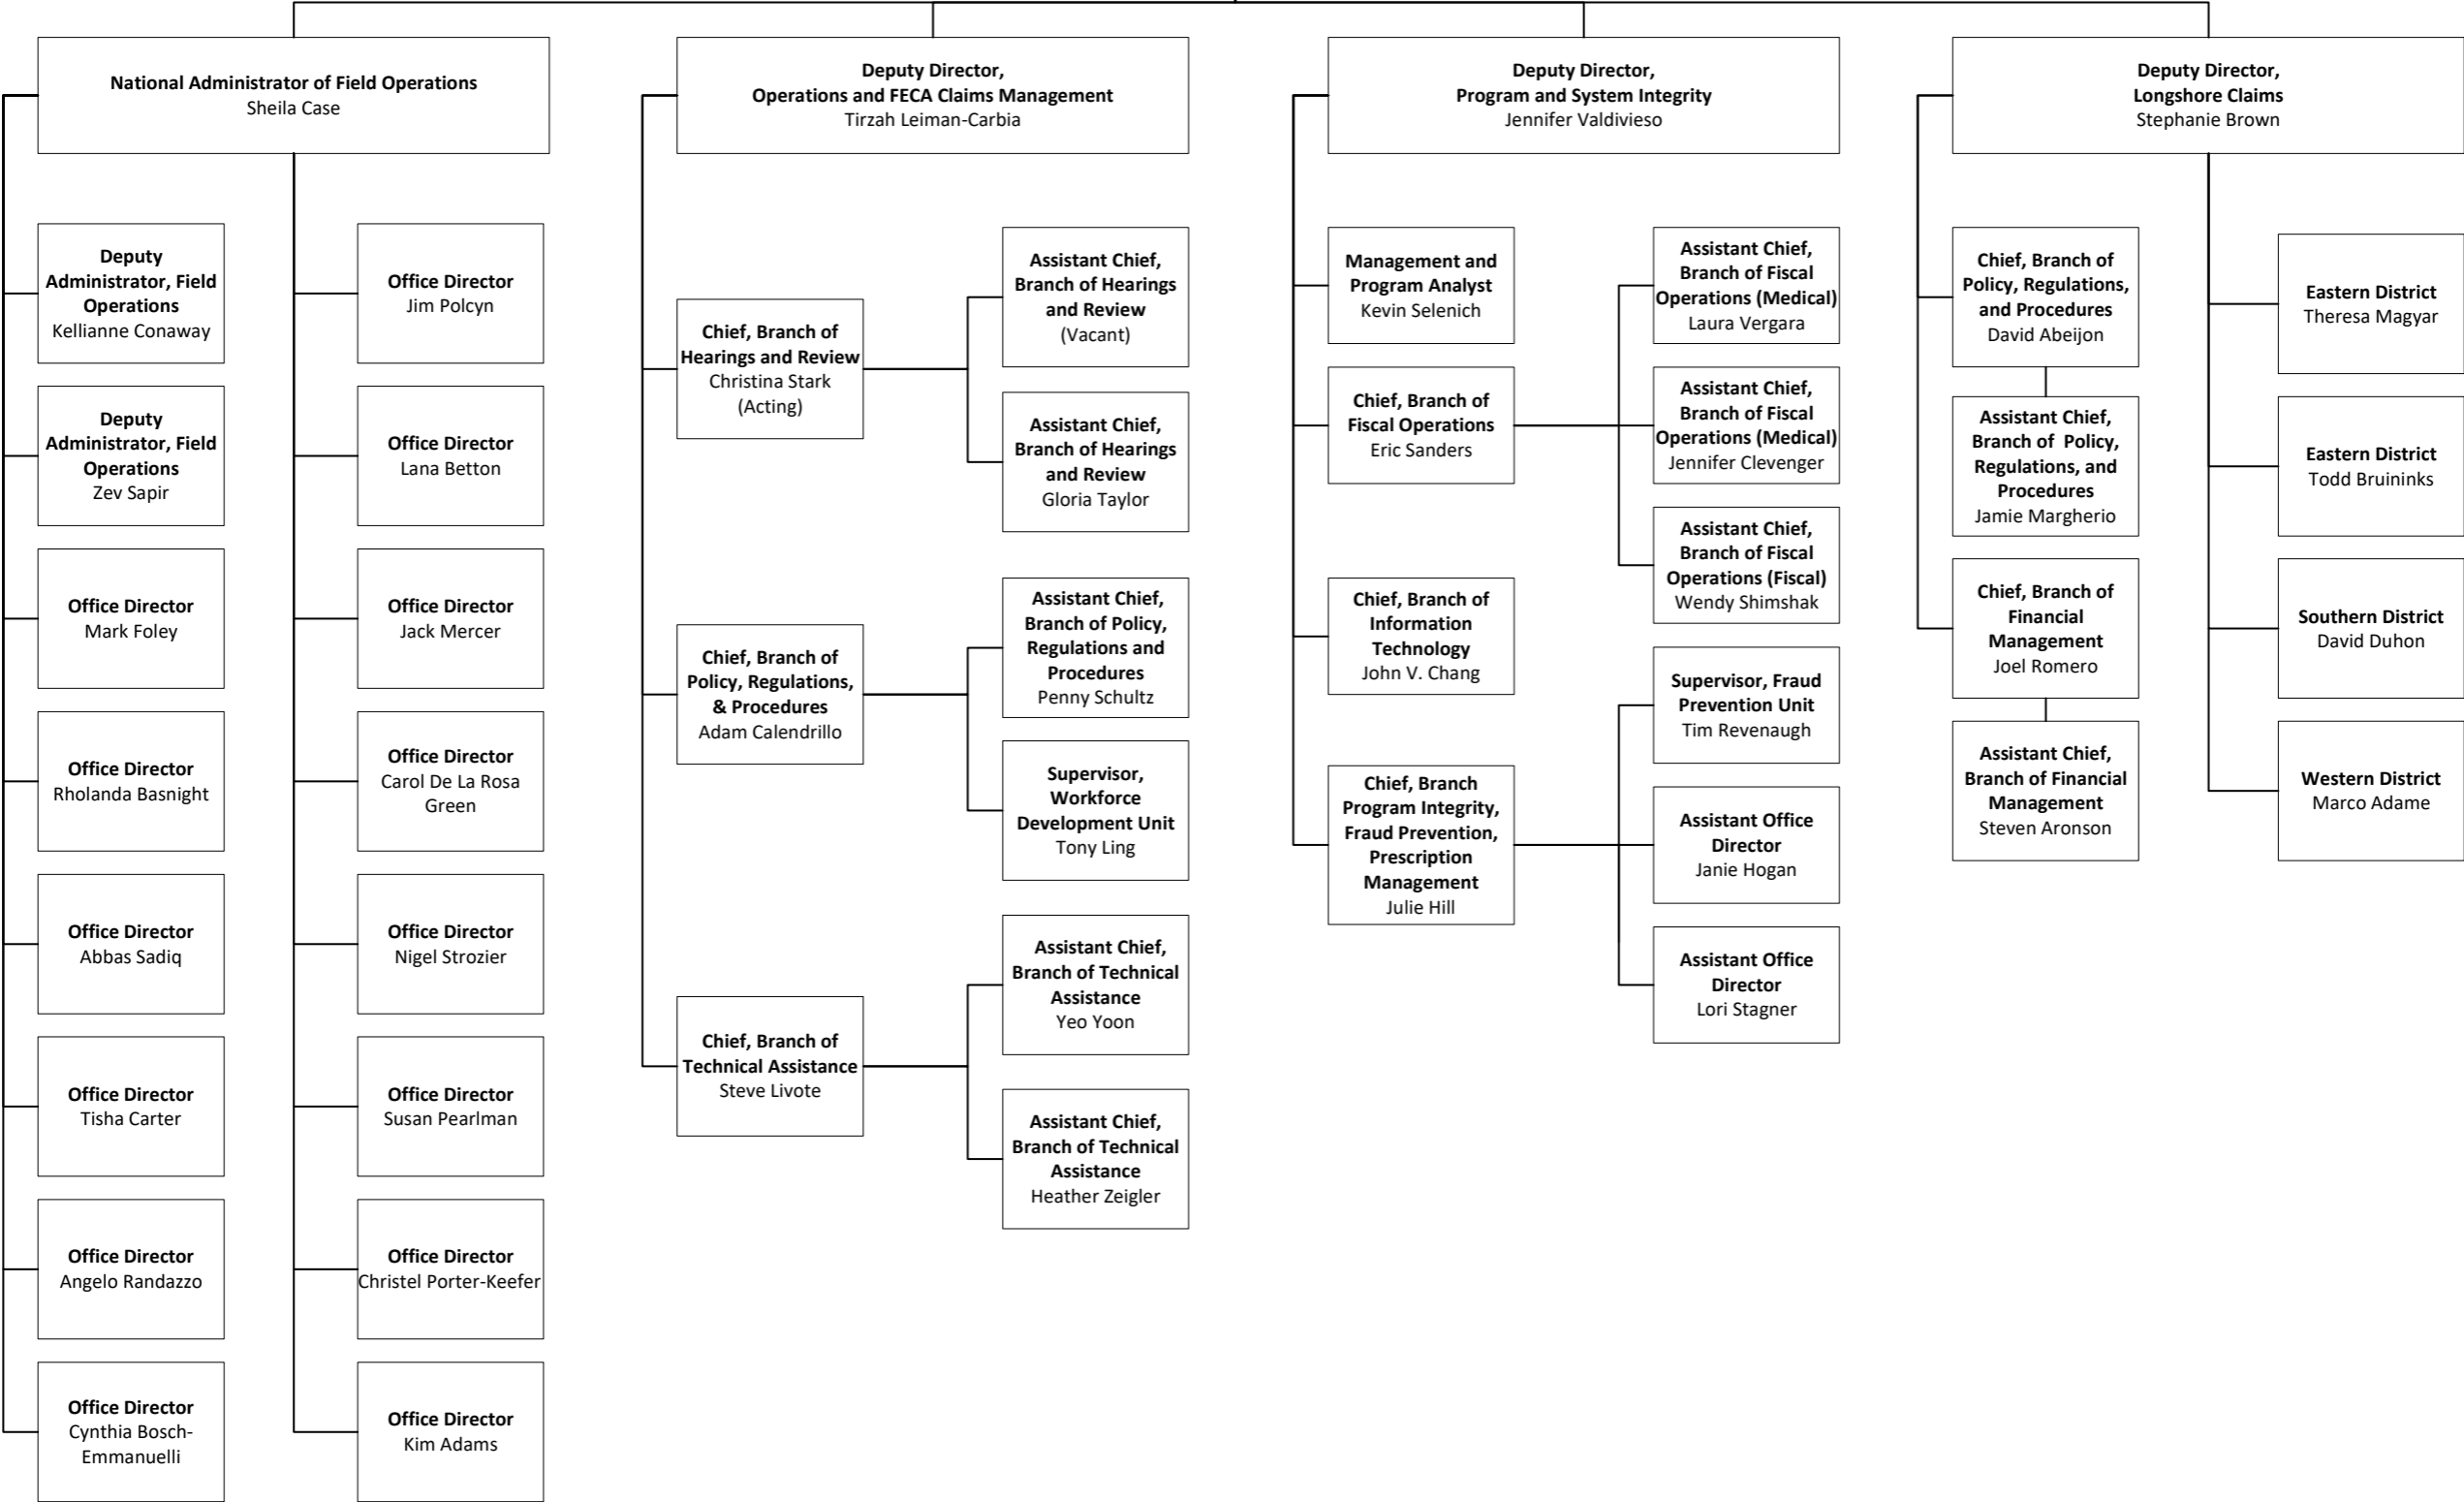 National Administrator of Field Operations
Sheila Case
Deputy
Administrator, Field
Operations
Kellianne Conaway
Deputy
Administrator, Field
Operations
Zev Sapir
Office Director
Mark Foley
Office Director
Rholanda Basnight
Office Director
Abbas Sadiq
Office Director
Tisha Carter
Office Director
Angelo Randazzo
Office Director
Cynthia Bosch-
Emmanuelli
Office Director
Jim Polcyn
Office Director
Lana Betton
Office Director
Jack Mercer
Office Director
Carol De La Rosa
Green
Office Director
Nigel Strozier
Office Director
Susan Pearlman
Office Director
Christel Porter-Keefer
Office Director
Kim Adams
Deputy Director,
Operations and FECA Claims Management
Tirzah Leiman-Carbia
Chief, Branch of
Hearings and Review
Christina Stark
(Acting)
Assistant Chief,
Branch of Hearings
and Review
(Vacant)
Assistant Chief,
Branch of Hearings
and Review
Gloria Taylor
Chief, Branch of
Policy, Regulations,
& Procedures
Adam Calendrillo
Assistant Chief,
Branch of Policy,
Regulations and
Procedures
Penny Schultz
Supervisor,
Workforce
Development Unit
Tony Ling
Chief, Branch of
Technical Assistance
Steve Livote
Assistant Chief,
Branch of Technical
Assistance
Yeo Yoon
Assistant Chief,
Branch of Technical
Assistance
Heather Zeigler
Deputy Director,
Program and System Integrity
Jennifer Valdivieso
Management and
Program Analyst
Kevin Selenich
Chief, Branch of
Fiscal Operations
Eric Sanders
Assistant Chief,
Branch of Fiscal
Operations (Medical)
Laura Vergara
Assistant Chief,
Branch of Fiscal
Operations (Medical)
Jennifer Clevenger
Assistant Chief,
Branch of Fiscal
Operations (Fiscal)
Wendy Shimshak
Chief, Branch of
Information
Technology
John V. Chang
Chief, Branch
Program Integrity,
Fraud Prevention,
Prescription
Management
Julie Hill
Supervisor, Fraud
Prevention Unit
Tim Revenaugh
Assistant Office
Director
Janie Hogan
Assistant Office
Director
Lori Stagner
Deputy Director,
Longshore Claims
Stephanie Brown
Chief, Branch of
Policy, Regulations,
and Procedures
David Abeijon
Assistant Chief,
Branch of  Policy,
Regulations, and
Procedures
Jamie Margherio
Chief, Branch of
Financial
Management
Joel Romero
Assistant Chief,
Branch of Financial
Management
Steven Aronson
Eastern District
Theresa Magyar
Eastern District
Todd Bruininks
Southern District
David Duhon
Western District
Marco Adame